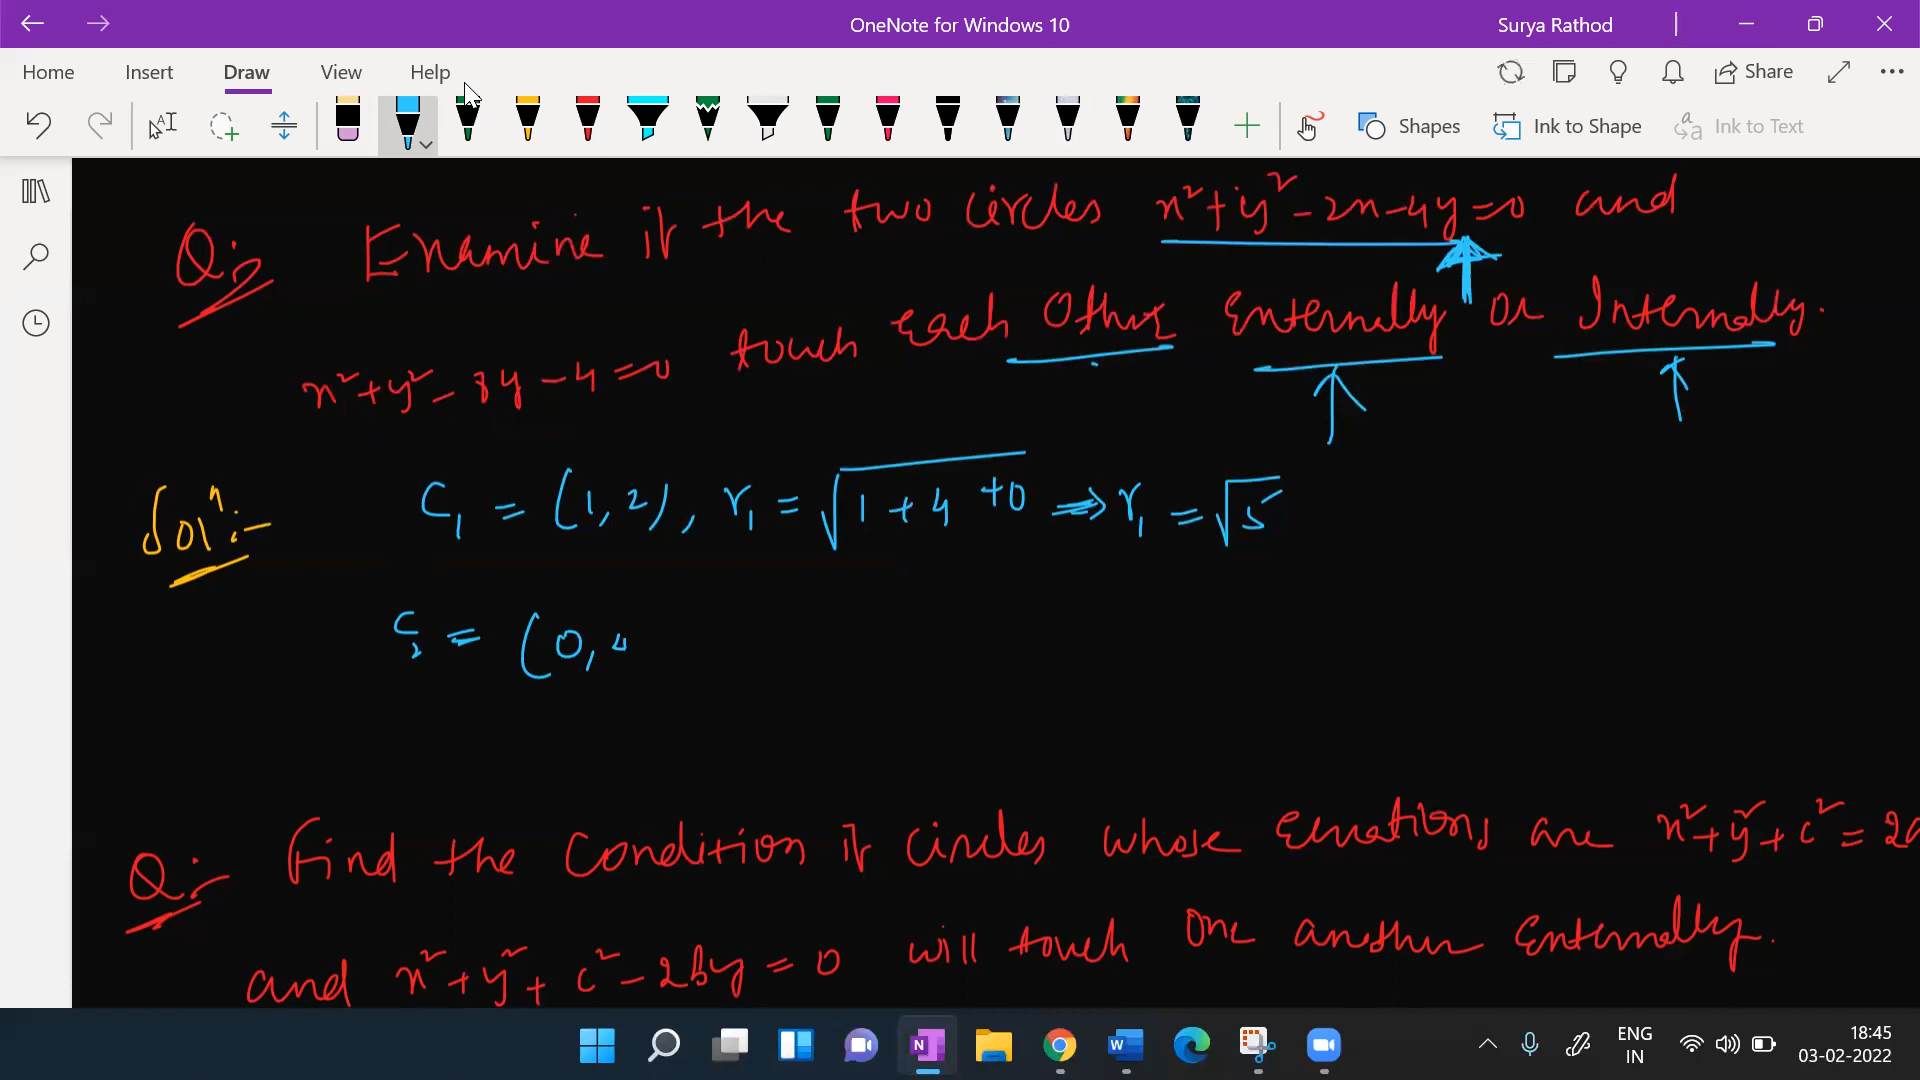 OneNote for Windows 10
Surya Rathod
Home Insert Draw View Help
Share
Shapes Ink to Shape Ink to Text
Q:- Examine if the two circles x²+y²-2x-4y=0 and
x²+y²-8y-4=0 touch each Other Externally or Internally.
Solⁿ:- C₁ = (1,2), r₁ = √1+4+0 ⇒ r₁ = √5
C₂ = (0,4
Q:- Find the Condition if circles whose Equations are x²+y²+c²=2a
and x²+y²+c²-2by=0 will touch One another Externally.
ENG
IN
18:45
03-02-2022